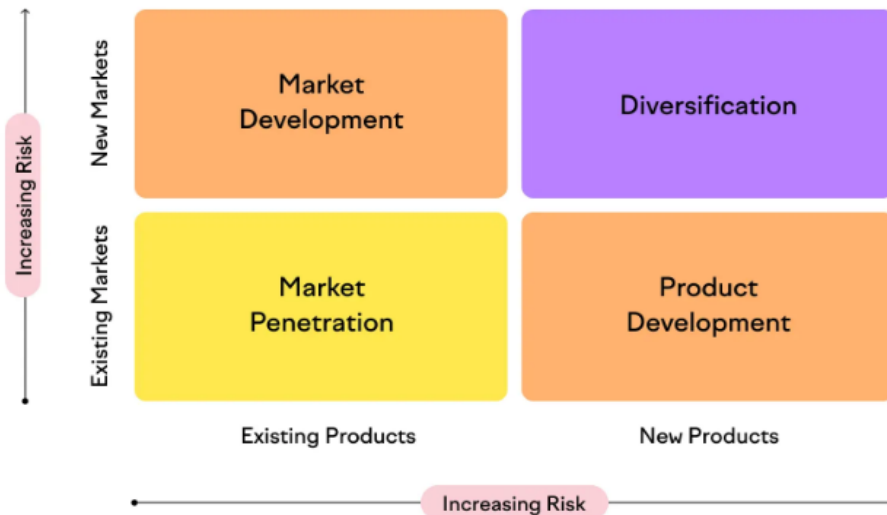 Increasing Risk
New Markets
Market
Development
Diversification
Existing Markets
Market
Penetration
Product
Development
Existing Products
New Products
Increasing Risk